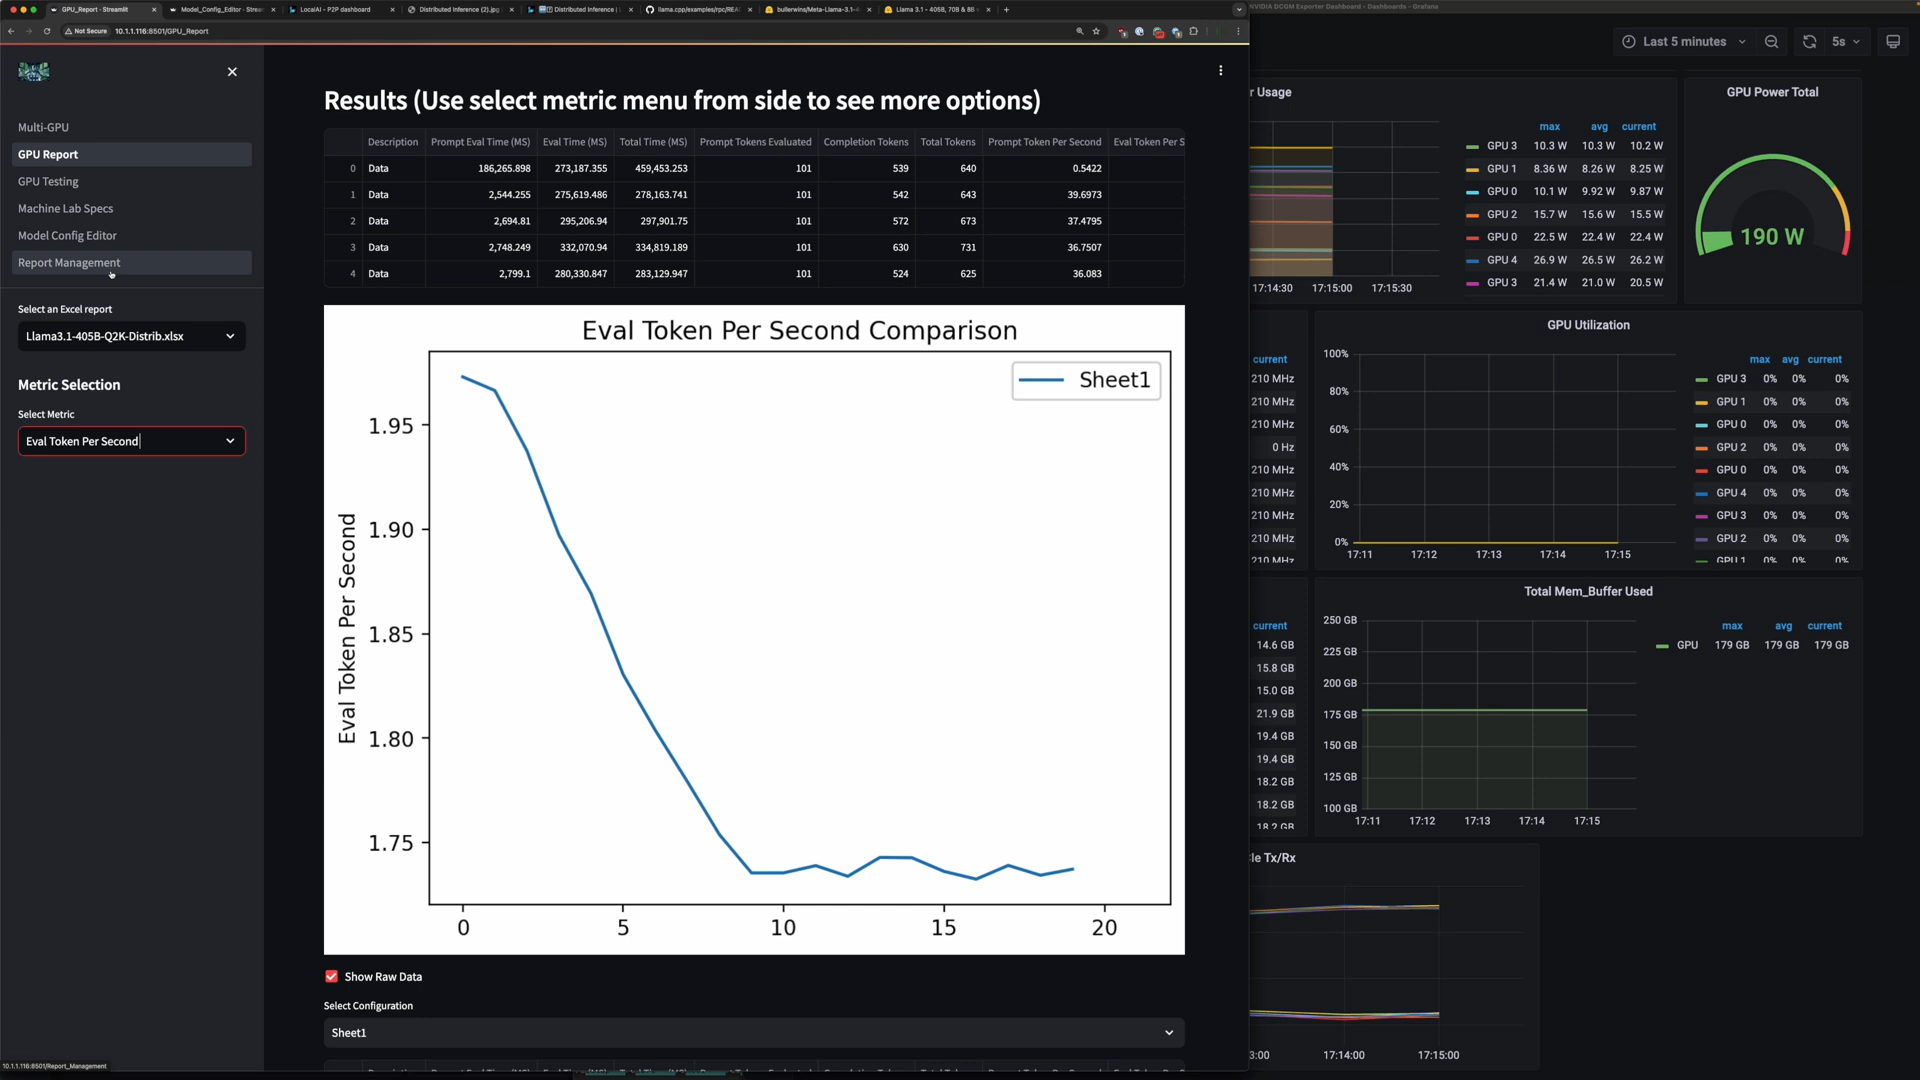 GPU_Report - Streamlit
Model_Config_Editor - Stream
LocalAI - P2P dashboard
Distributed inference (2).jpg
Distributed Inference (
llama.cpp/examples/rpc/REA
bullerwins/Meta-Llama-3.1-4
Llama 3.1 - 405B, 70B & 8B
NVIDIA DCGM Exporter Dashboard - Dashboards - Grafana
Not Secure 10.1.1.116:8501/GPU_Report
Last 5 minutes
5s
Multi-GPU
GPU Report
GPU Testing
Machine Lab Specs
Model Config Editor
Report Management
Select an Excel report
Llama3.1-405B-Q2K-Distrib.xlsx
Metric Selection
Select Metric
Eval Token Per Second
Results (Use select metric menu from side to see more options)
Description Prompt Eval Time (MS) Eval Time (MS) Total Time (MS) Prompt Tokens Evaluated Completion Tokens Total Tokens Prompt Token Per Second Eval Token Per S
0 Data 186,265.898 273,187.355 459,453.253 101 539 640 0.5422
1 Data 2,544.255 275,619.486 278,163.741 101 542 643 39.6973
2 Data 2,694.81 295,206.94 297,901.75 101 572 673 37.4795
3 Data 2,748.249 332,070.94 334,819.189 101 630 731 36.7507
4 Data 2,799.1 280,330.847 283,129.947 101 524 625 36.083
Eval Token Per Second Comparison
Sheet1
Eval Token Per Second
1.95
1.90
1.85
1.80
1.75
0 5 10 15 20
Show Raw Data
Select Configuration
Sheet1
10.1.1.116:8501/Report_Management
r Usage
max avg current
GPU 3 10.3 W 10.3 W 10.2 W
GPU 1 8.36 W 8.26 W 8.25 W
GPU 0 10.1 W 9.92 W 9.87 W
GPU 2 15.7 W 15.6 W 15.5 W
GPU 0 22.5 W 22.4 W 22.4 W
GPU 4 26.9 W 26.5 W 26.2 W
GPU 3 21.4 W 21.0 W 20.5 W
17:14:30 17:15:00 17:15:30
GPU Power Total
190 W
current
210 MHz
210 MHz
210 MHz
0 Hz
210 MHz
210 MHz
210 MHz
210 MHz
210 MHz
GPU Utilization
100%
80%
60%
40%
20%
0%
17:11 17:12 17:13 17:14 17:15
max avg current
GPU 3 0% 0% 0%
GPU 1 0% 0% 0%
GPU 0 0% 0% 0%
GPU 2 0% 0% 0%
GPU 0 0% 0% 0%
GPU 4 0% 0% 0%
GPU 3 0% 0% 0%
GPU 2 0% 0% 0%
GPU 1 0% 0% 0%
current
14.6 GB
15.8 GB
15.0 GB
21.9 GB
19.4 GB
19.4 GB
18.2 GB
18.2 GB
18.2 GB
Total Mem_Buffer Used
250 GB
225 GB
200 GB
175 GB
150 GB
125 GB
100 GB
17:11 17:12 17:13 17:14 17:15
max avg current
GPU 179 GB 179 GB 179 GB
Ie Tx/Rx
3:00 17:14:00 17:15:00